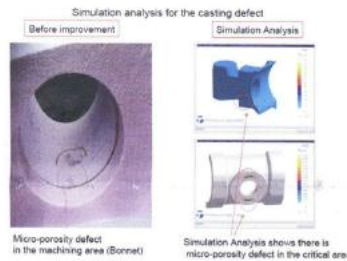 Simulation analysis for the casting defect
Before improvement
Simulation Analysis
Micro-porosity defect
in the machining area (Bonnet)
Simulation Analysis shows there is
micro-porosity defect in the critical are